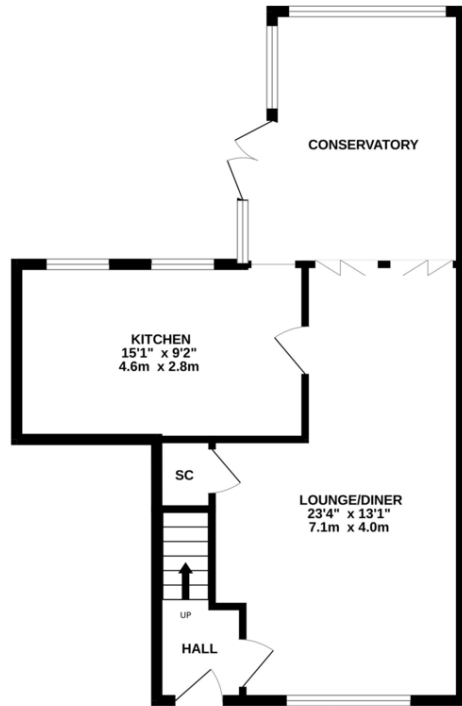 CONSERVATORY
KITCHEN
15'1" x 9'2"
4.6m x 2.8m
SC
LOUNGE/DINER
23'4" x 13'1"
7.1m x 4.0m
UP
HALL